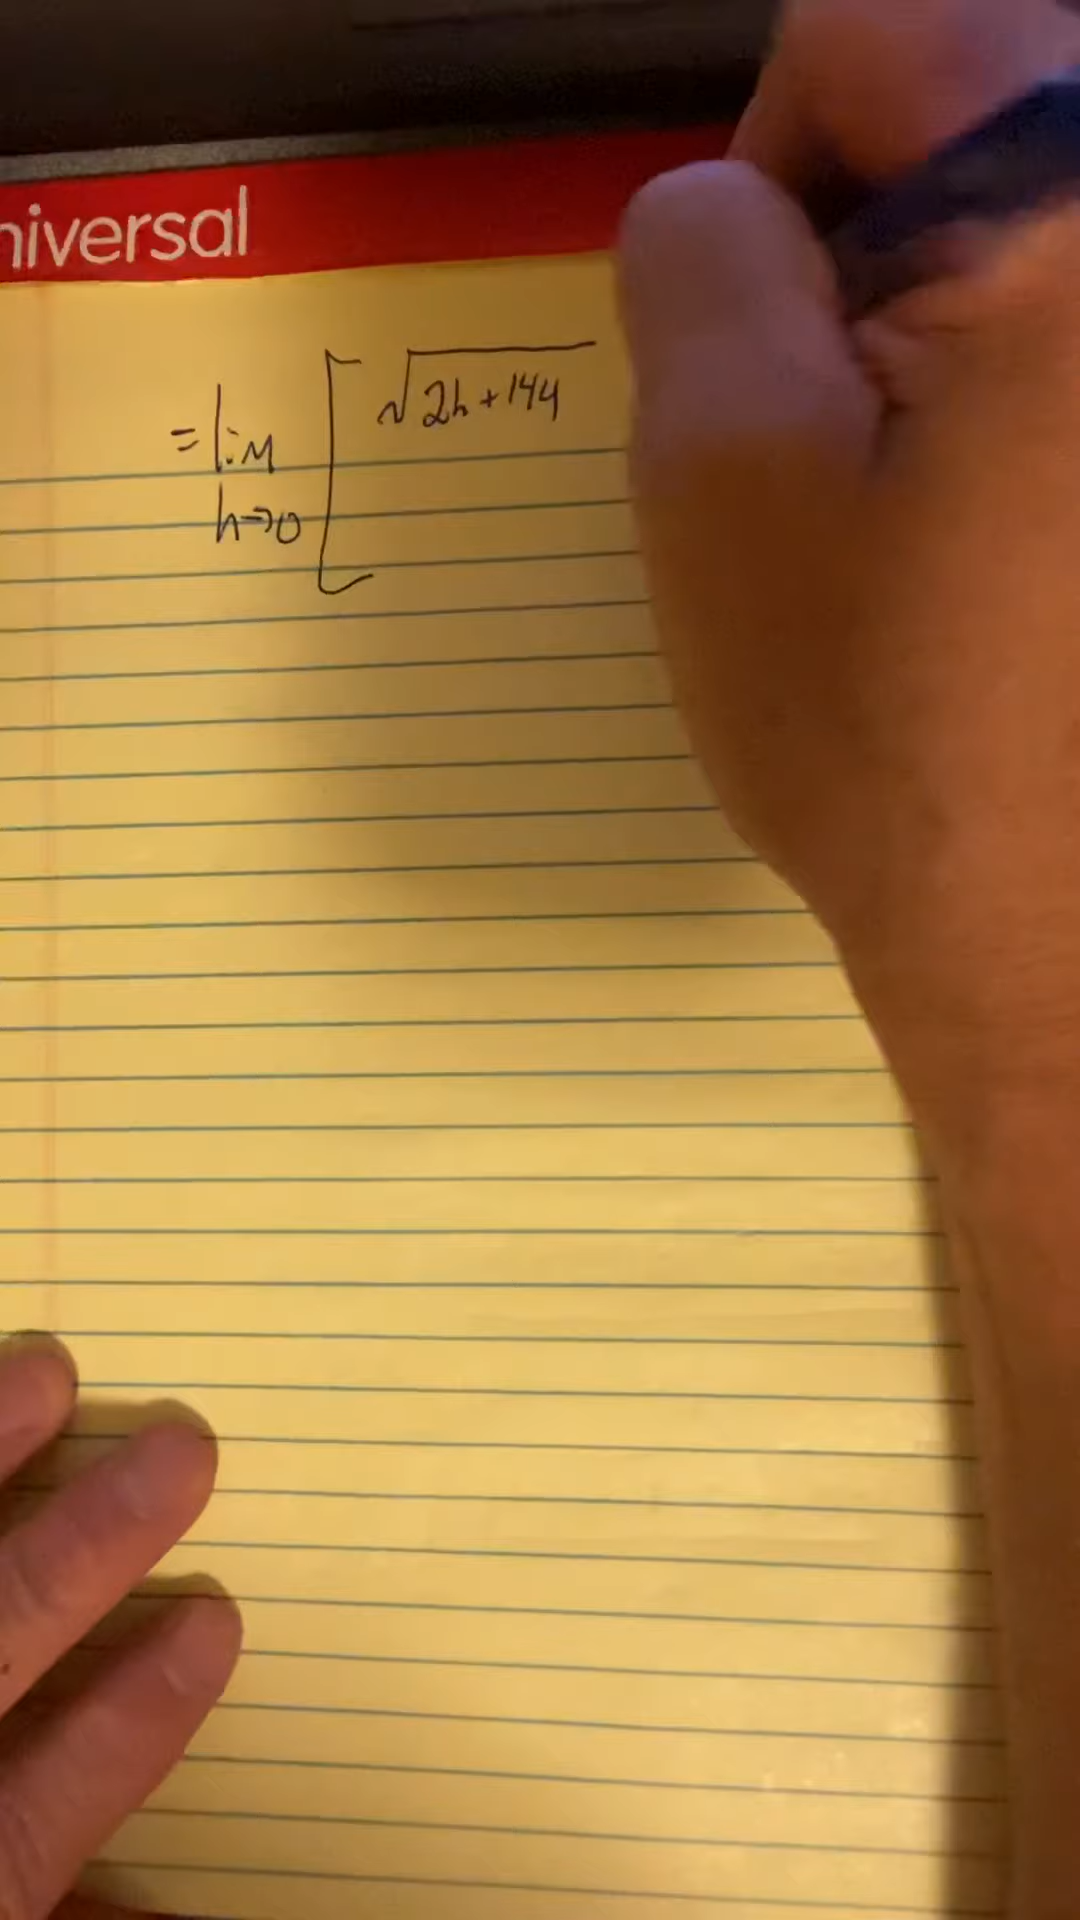 niversal
= lim [ √2h+144
h→0